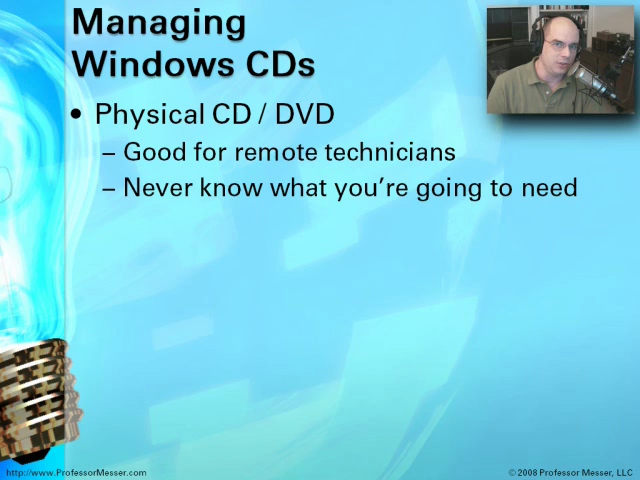 Managing
Windows CDs
• Physical CD / DVD
– Good for remote technicians
– Never know what you're going to need
http://www.ProfessorMesser.com
© 2008 Professor Messer, LLC